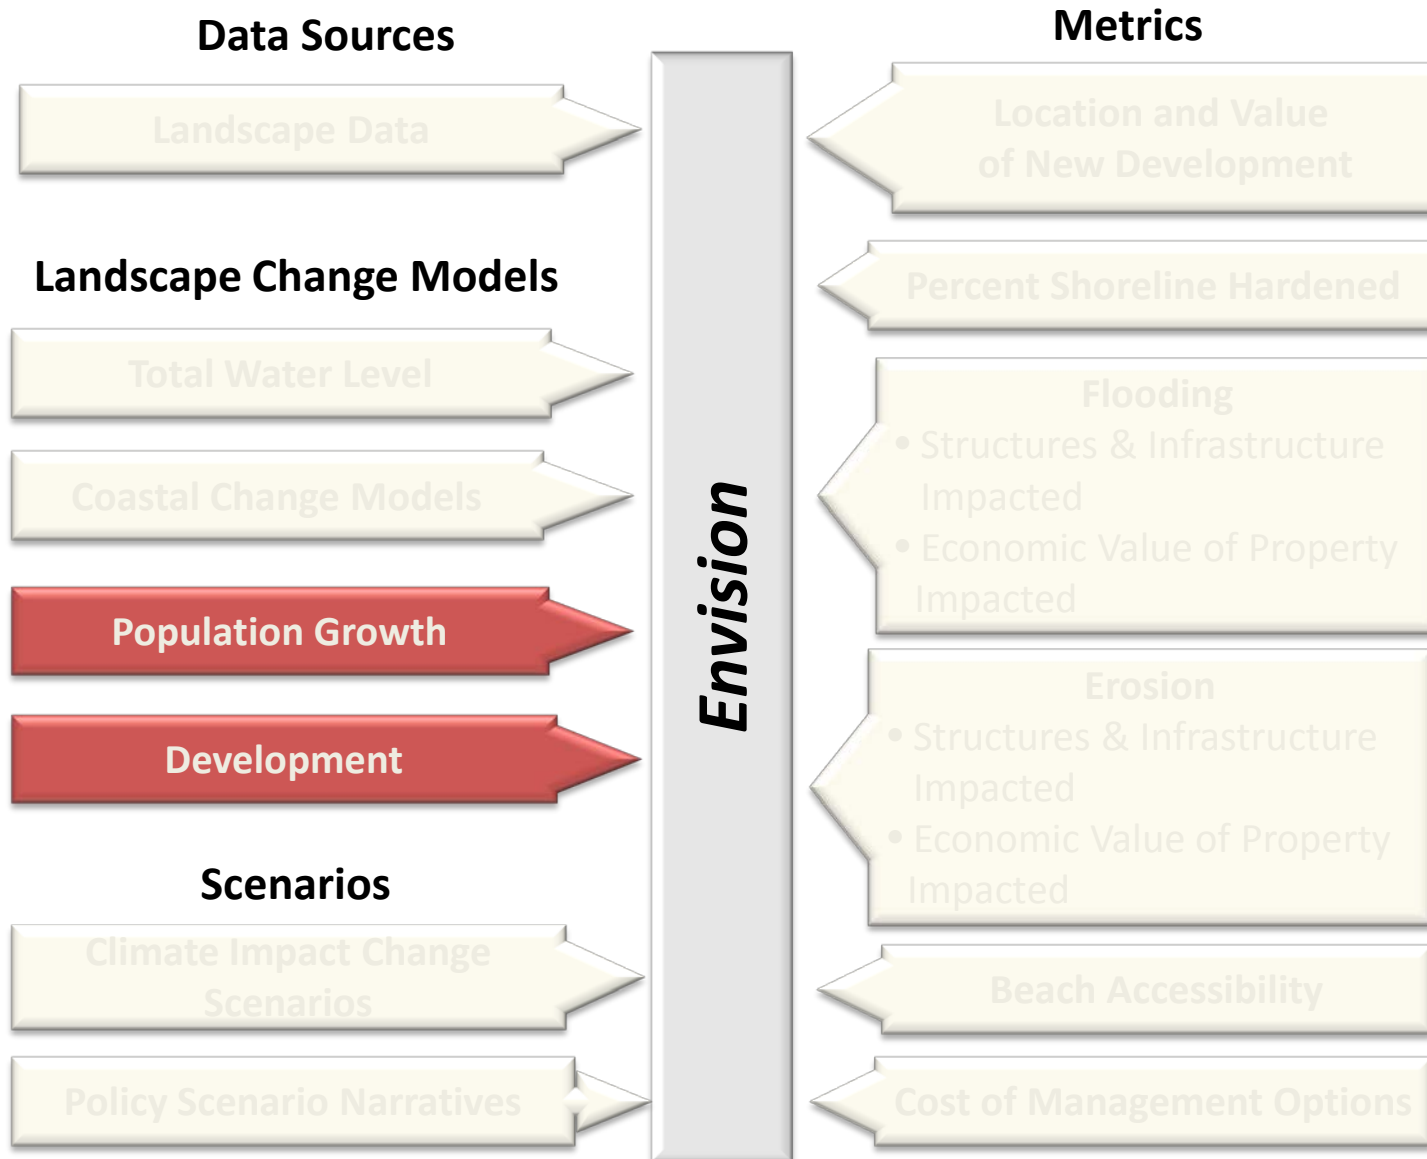 Data Sources
Landscape Data
Landscape Change Models
Total Water Level
Coastal Change Models
Population Growth
Development
Scenarios
Climate Impact Change
Scenarios
Policy Scenario Narratives
Envision
Metrics
Location and Value
of New Development
Percent Shoreline Hardened
Flooding
• Structures & Infrastructure
Impacted
• Economic Value of Property
Impacted
Erosion
• Structures & Infrastructure
Impacted
• Economic Value of Property
Impacted
Beach Accessibility
Cost of Management Options